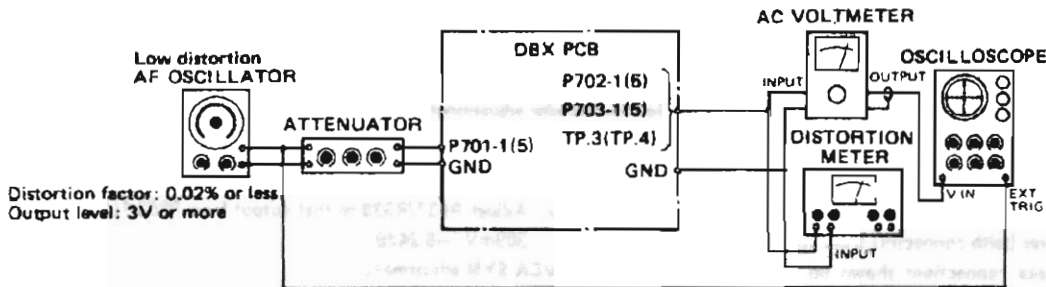 AC VOLTMETER
Low distortion
AF OSCILLATOR
DBX PCB
OSCILLOSCOPE
P702-1(5)
INPUT
OUTPUT
P703-1(5)
ATTENUATOR
TP.3(TP.4)
DISTORTION
METER
P701-1(5)
GND
GND
Distortion factor: 0.02% or less
Output level: 3V or more
V IN
EXT
TRIG
INPUT